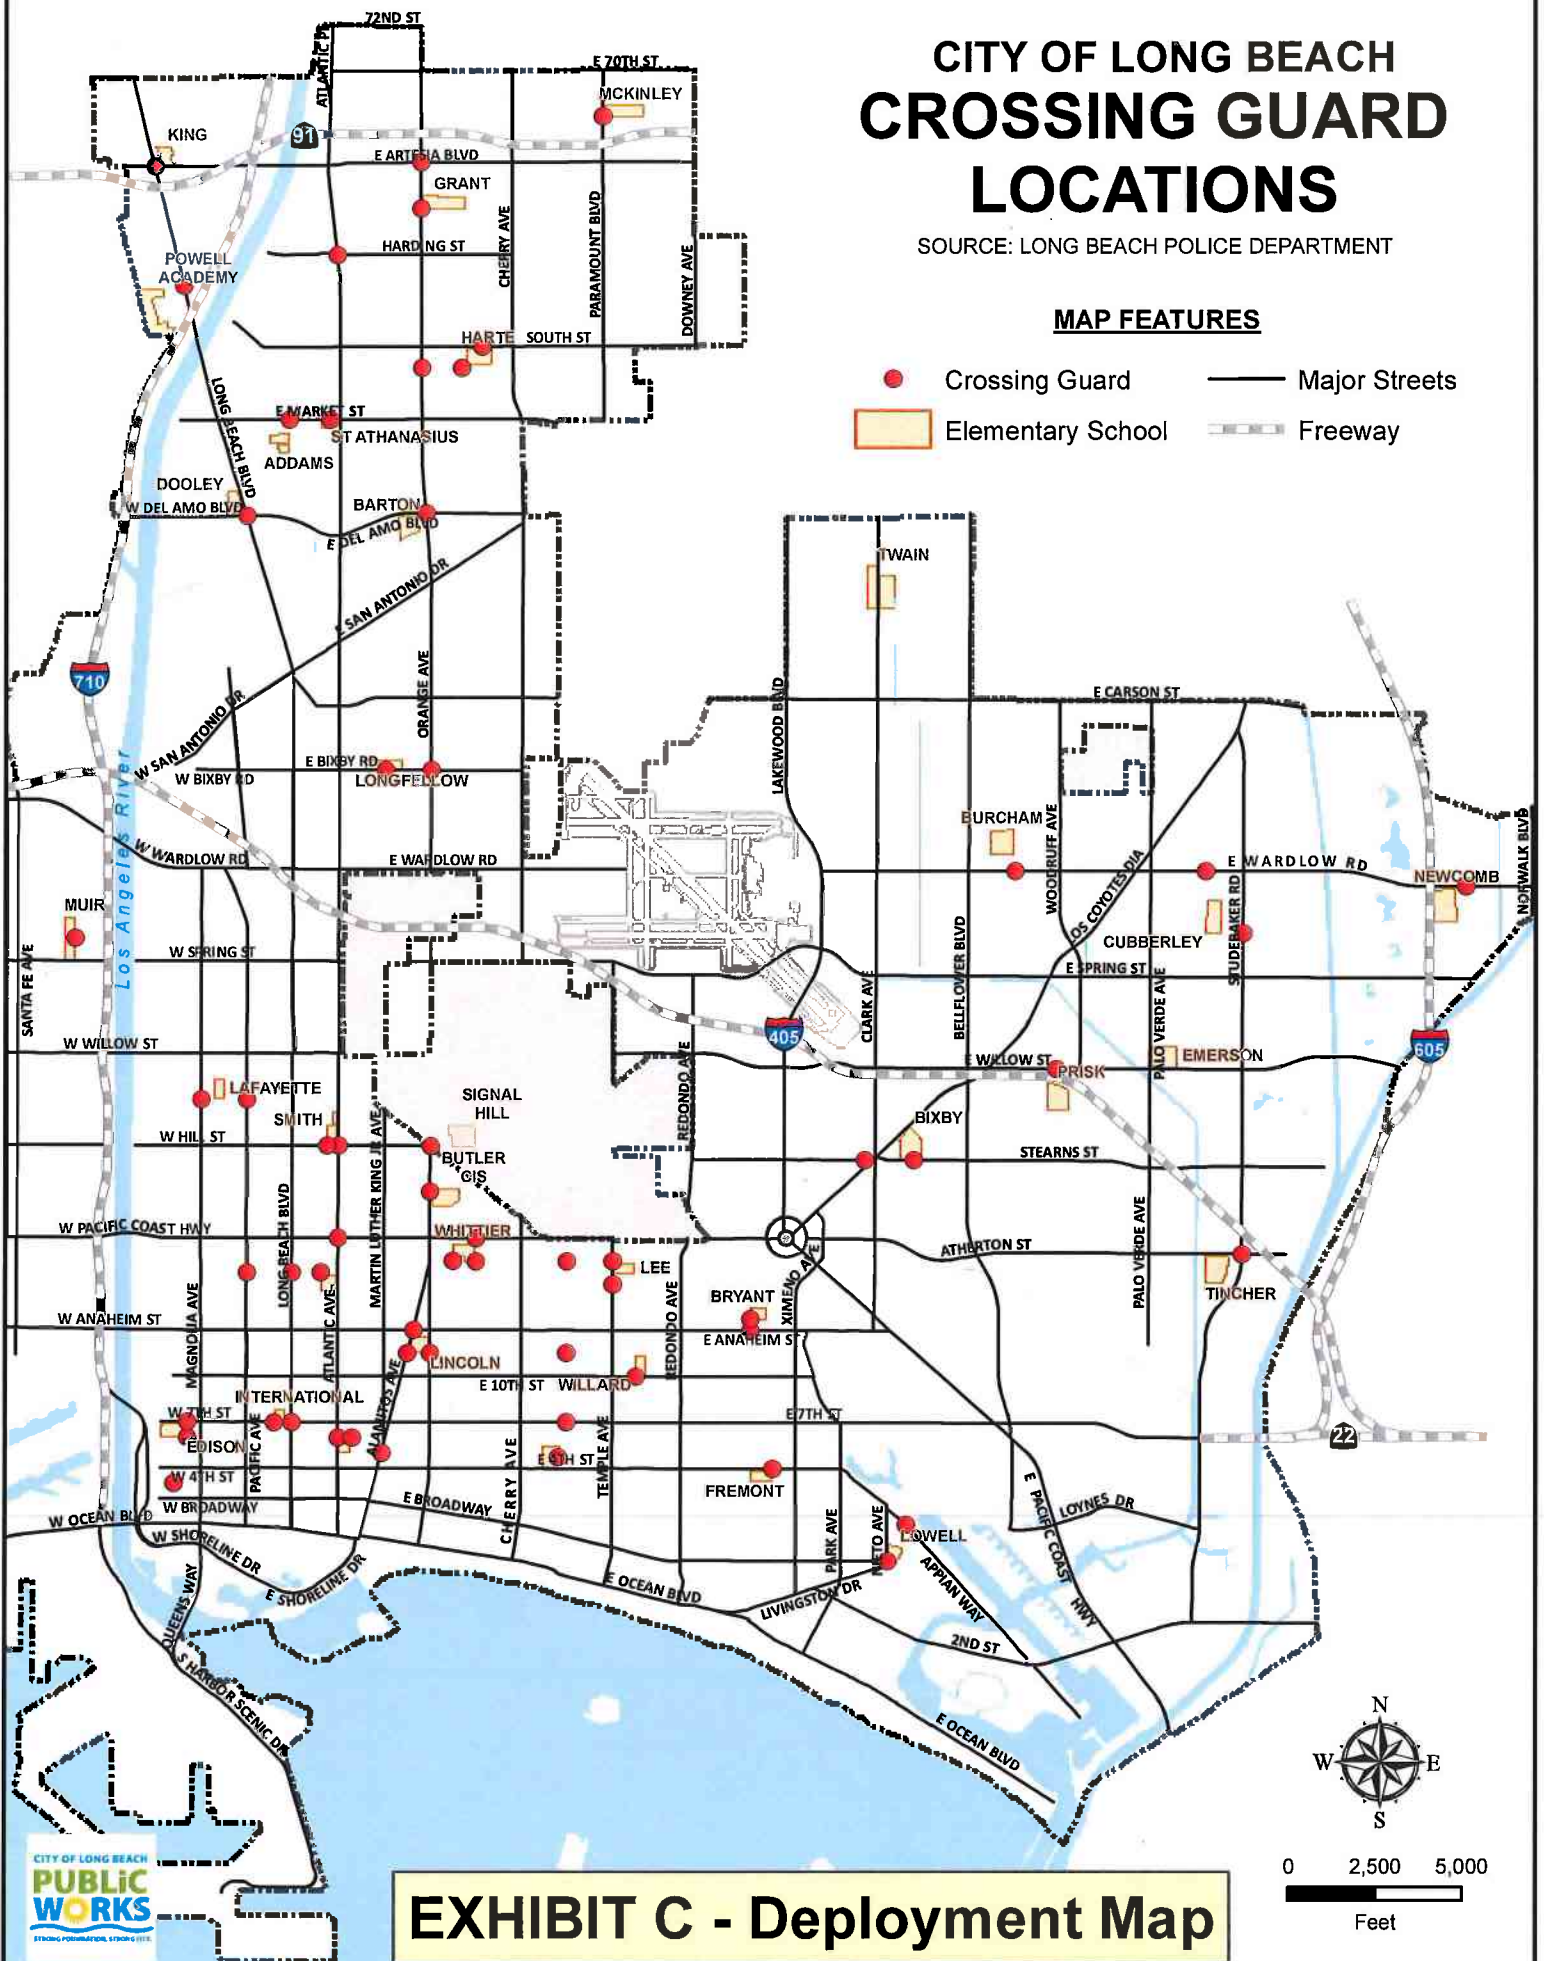 CITY OF LONG BEACH
CROSSING GUARD
LOCATIONS
SOURCE: LONG BEACH POLICE DEPARTMENT
MAP FEATURES
Crossing Guard
Major Streets
Elementary School
Freeway
72ND ST
ATLANTIC PL
E 70TH ST
MCKINLEY
KING
91
E ARTESIA BLVD
GRANT
CHERRY AVE
PARAMOUNT BLVD
DOWNEY AVE
HARDING ST
POWELL
ACADEMY
HARTE
SOUTH ST
LONG BEACH BLVD
E MARKET ST
ST ATHANASIUS
ADDAMS
DOOLEY
W DEL AMO BLVD
BARTON
E DEL AMO BLVD
E SAN ANTONIO DR
TWAIN
710
ORANGE AVE
LAKEWOOD BLVD
E CARSON ST
W SAN ANTONIO DR
E BIXBY RD
W BIXBY RD
LONGFELLOW
Los Angeles River
BURCHAM
WOODRUFF AVE
LOS COYOTES DIA
NORWALK BLVD
W WARDLOW RD
E WARDLOW RD
E WARDLOW RD
NEWCOMB
MUIR
SANTA FE AVE
W SPRING ST
CUBBERLEY
STUDEBAKER RD
BELLFLOWER BLVD
E SPRING ST
CLARK AVE
PALO VERDE AVE
405
605
W WILLOW ST
REDONDO AVE
E WILLOW ST
PRISK
EMERSON
LAFAYETTE
SIGNAL
HILL
SMITH
BIXBY
W HILL ST
MARTIN LUTHER KING JR AVE
BUTLER
CIS
STEARNS ST
LONG BEACH BLVD
W PACIFIC COAST HWY
WHITTIER
ATHERTON ST
PALO VERDE AVE
LEE
XIMENO AVE
TINCHER
BRYANT
MAGNOLIA AVE
ATLANTIC AVE
REDONDO AVE
W ANAHEIM ST
E ANAHEIM ST
LINCOLN
E 10TH ST
WILLARD
INTERNATIONAL
ALAMITOS AVE
W 7TH ST
E 7TH ST
22
EDISON
PACIFIC AVE
CHERRY AVE
TEMPLE AVE
E 4TH ST
W 4TH ST
FREMONT
W BROADWAY
E BROADWAY
E PACIFIC COAST HWY
LOYNES DR
W OCEAN BLVD
PARK AVE
NIETO AVE
LOWELL
W SHORELINE DR
E SHORELINE DR
APPIAN WAY
E OCEAN BLVD
LIVINGSTON DR
QUEENS WAY
2ND ST
S HARBOR SCENIC DR
E OCEAN BLVD
N
W
E
S
0 2,500 5,000
Feet
CITY OF LONG BEACH
PUBLIC
WORKS
EXHIBIT C - Deployment Map